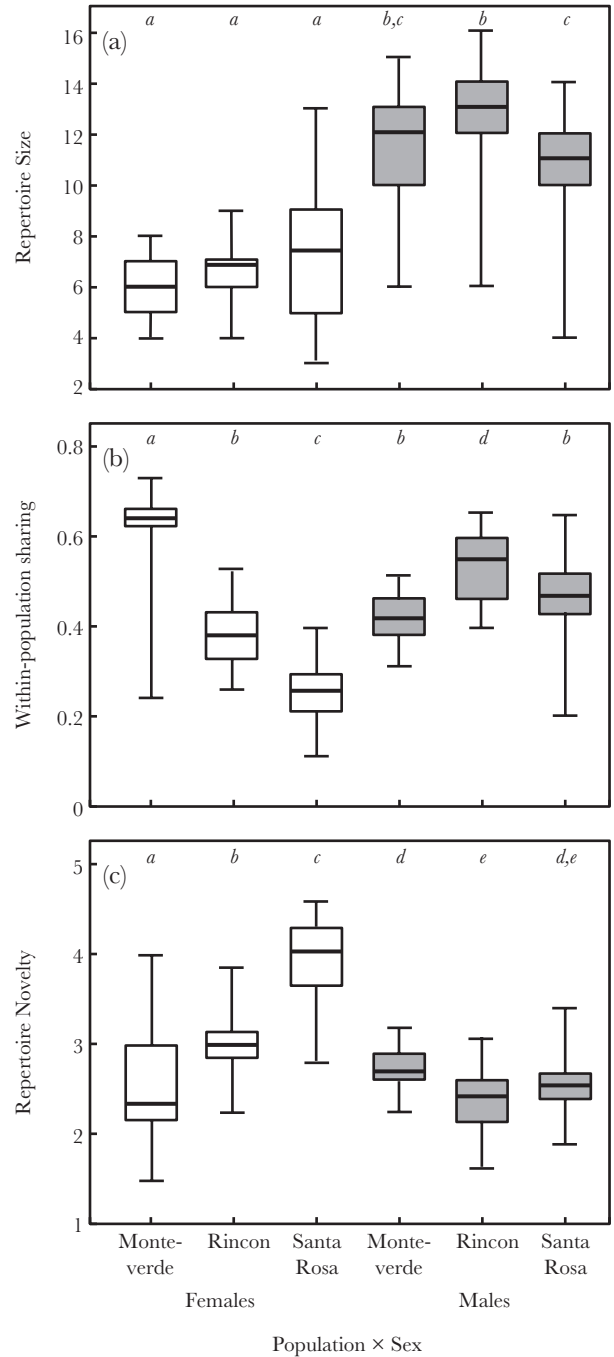 (a)
a a a b,c b c
16
14
12
10
8
6
4
2
Repertoire Size
(b)
a b c b d b
0.8
0.6
0.4
0.2
0
Within-population sharing
(c)
a b c d e d,e
5
4
3
2
1
Repertoire Novelty
Monte-
verde
Rincon
Santa
Rosa
Monte-
verde
Rincon
Santa
Rosa
Females
Males
Population × Sex